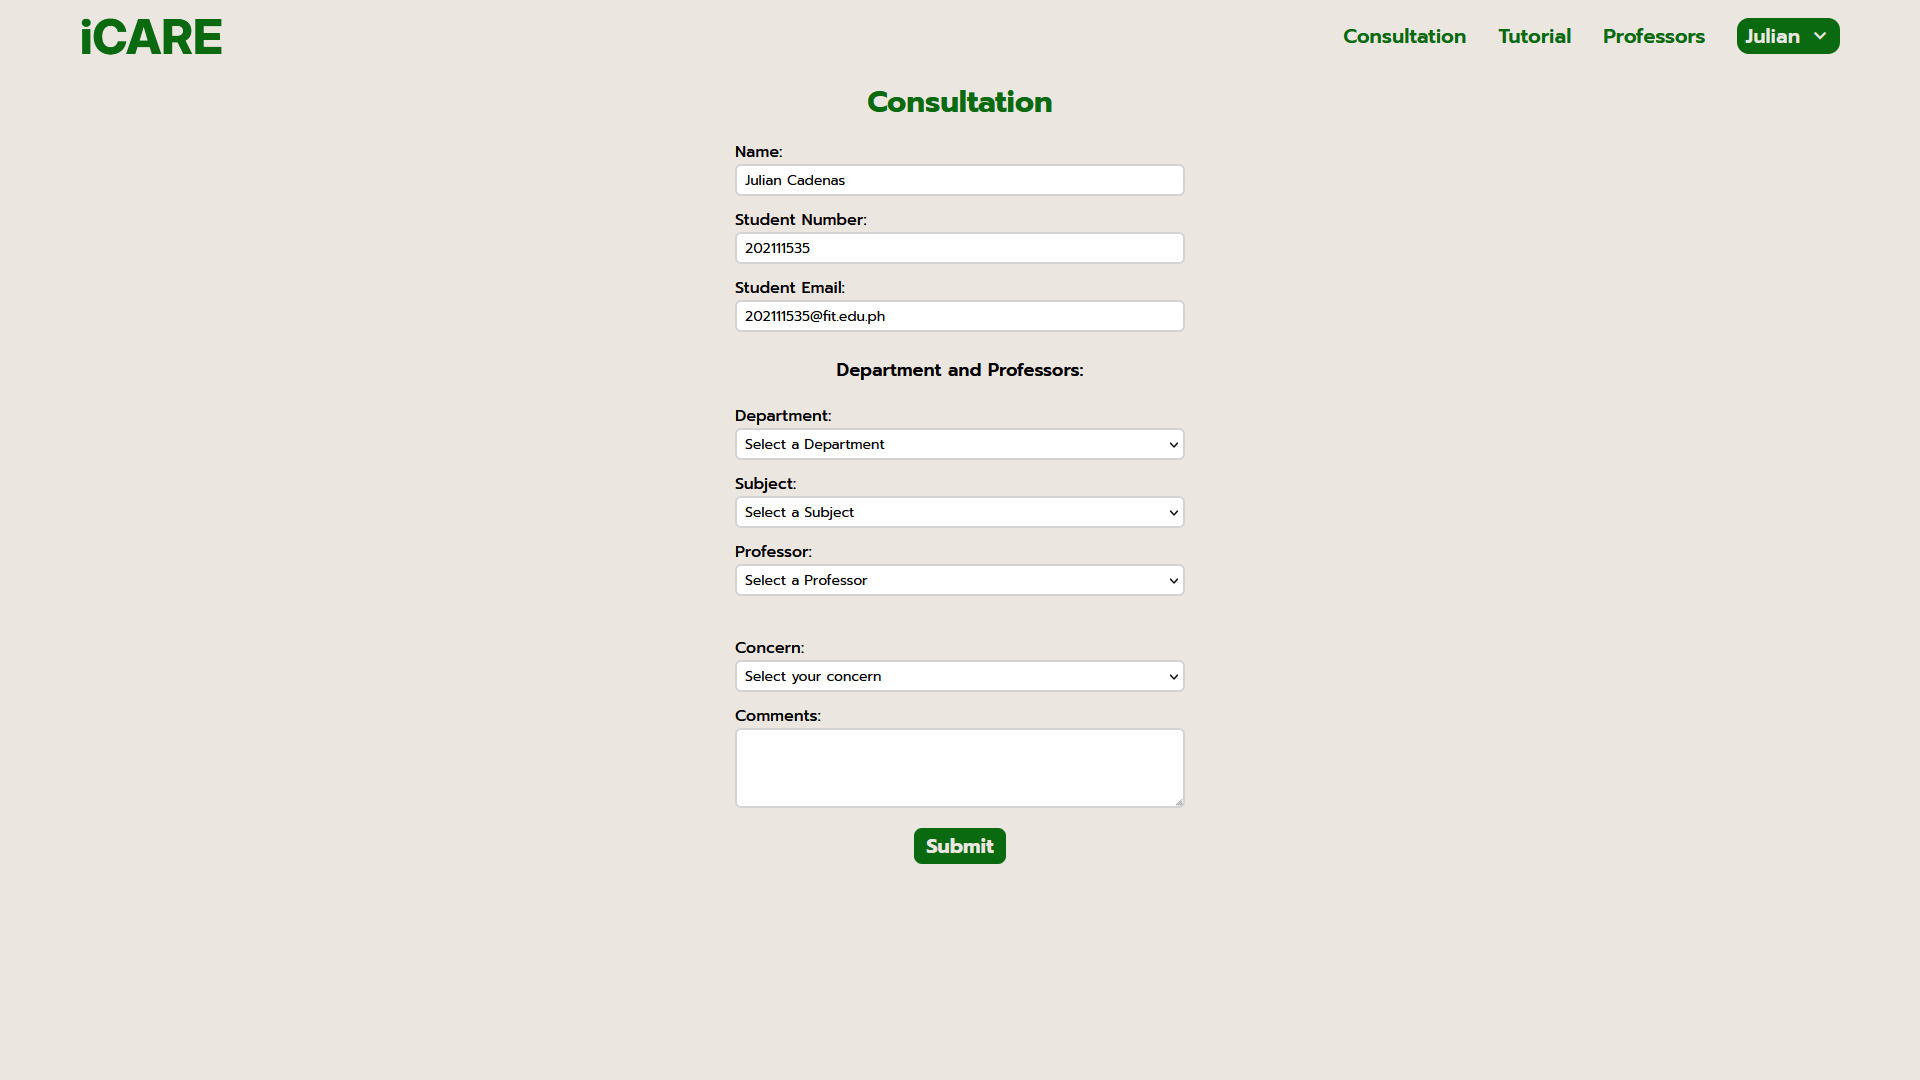 iCARE
Consultation
Tutorial
Professors
Julian
Consultation
Name:
Julian Cadenas
Student Number:
202111535
Student Email:
202111535@fit.edu.ph
Department and Professors:
Department:
Select a Department
Subject:
Select a Subject
Professor:
Select a Professor
Concern:
Select your concern
Comments:
Submit